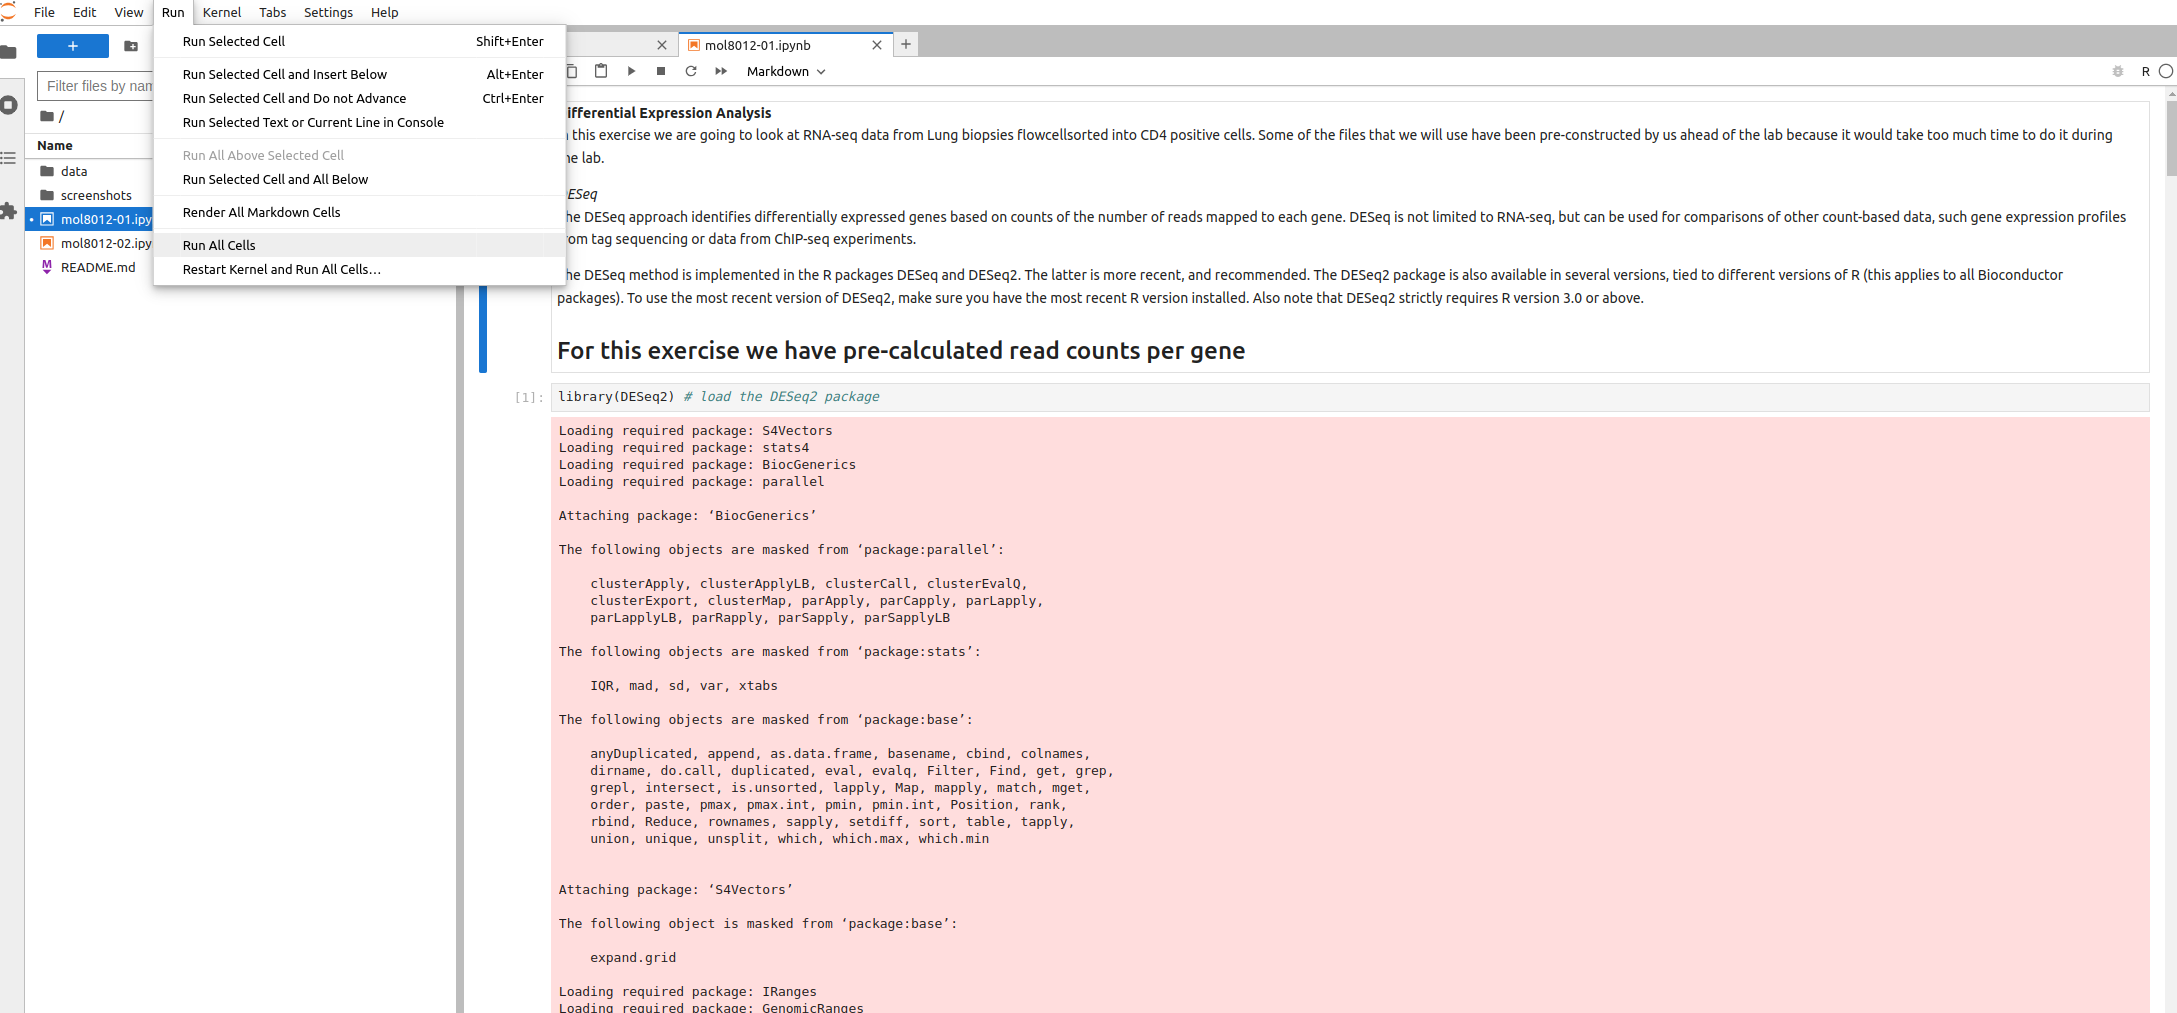 File Edit View Run Kernel Tabs Settings Help
Run Selected Cell Shift+Enter
Run Selected Cell and Insert Below Alt+Enter
Run Selected Cell and Do not Advance Ctrl+Enter
Run Selected Text or Current Line in Console
Run All Above Selected Cell
Run Selected Cell and All Below
Render All Markdown Cells
Run All Cells
Restart Kernel and Run All Cells…
+
Filter files by nam
/
Name
data
screenshots
mol8012-01.ipy
mol8012-02.ipy
README.md
mol8012-01.ipynb
Markdown
R
ifferential Expression Analysis
this exercise we are going to look at RNA-seq data from Lung biopsies flowcellsorted into CD4 positive cells. Some of the files that we will use have been pre-constructed by us ahead of the lab because it would take too much time to do it during
he lab.
ESeq
he DESeq approach identifies differentially expressed genes based on counts of the number of reads mapped to each gene. DESeq is not limited to RNA-seq, but can be used for comparisons of other count-based data, such gene expression profiles
om tag sequencing or data from ChIP-seq experiments.
he DESeq method is implemented in the R packages DESeq and DESeq2. The latter is more recent, and recommended. The DESeq2 package is also available in several versions, tied to different versions of R (this applies to all Bioconductor
packages). To use the most recent version of DESeq2, make sure you have the most recent R version installed. Also note that DESeq2 strictly requires R version 3.0 or above.
For this exercise we have pre-calculated read counts per gene
[1]: library(DESeq2) # load the DESeq2 package
Loading required package: S4Vectors
Loading required package: stats4
Loading required package: BiocGenerics
Loading required package: parallel
Attaching package: ‘BiocGenerics’
The following objects are masked from ‘package:parallel’:
clusterApply, clusterApplyLB, clusterCall, clusterEvalQ,
clusterExport, clusterMap, parApply, parCapply, parLapply,
parLapplyLB, parRapply, parSapply, parSapplyLB
The following objects are masked from ‘package:stats’:
IQR, mad, sd, var, xtabs
The following objects are masked from ‘package:base’:
anyDuplicated, append, as.data.frame, basename, cbind, colnames,
dirname, do.call, duplicated, eval, evalq, Filter, Find, get, grep,
grepl, intersect, is.unsorted, lapply, Map, mapply, match, mget,
order, paste, pmax, pmax.int, pmin, pmin.int, Position, rank,
rbind, Reduce, rownames, sapply, setdiff, sort, table, tapply,
union, unique, unsplit, which, which.max, which.min
Attaching package: ‘S4Vectors’
The following object is masked from ‘package:base’:
expand.grid
Loading required package: IRanges
Loading required package: GenomicRanges